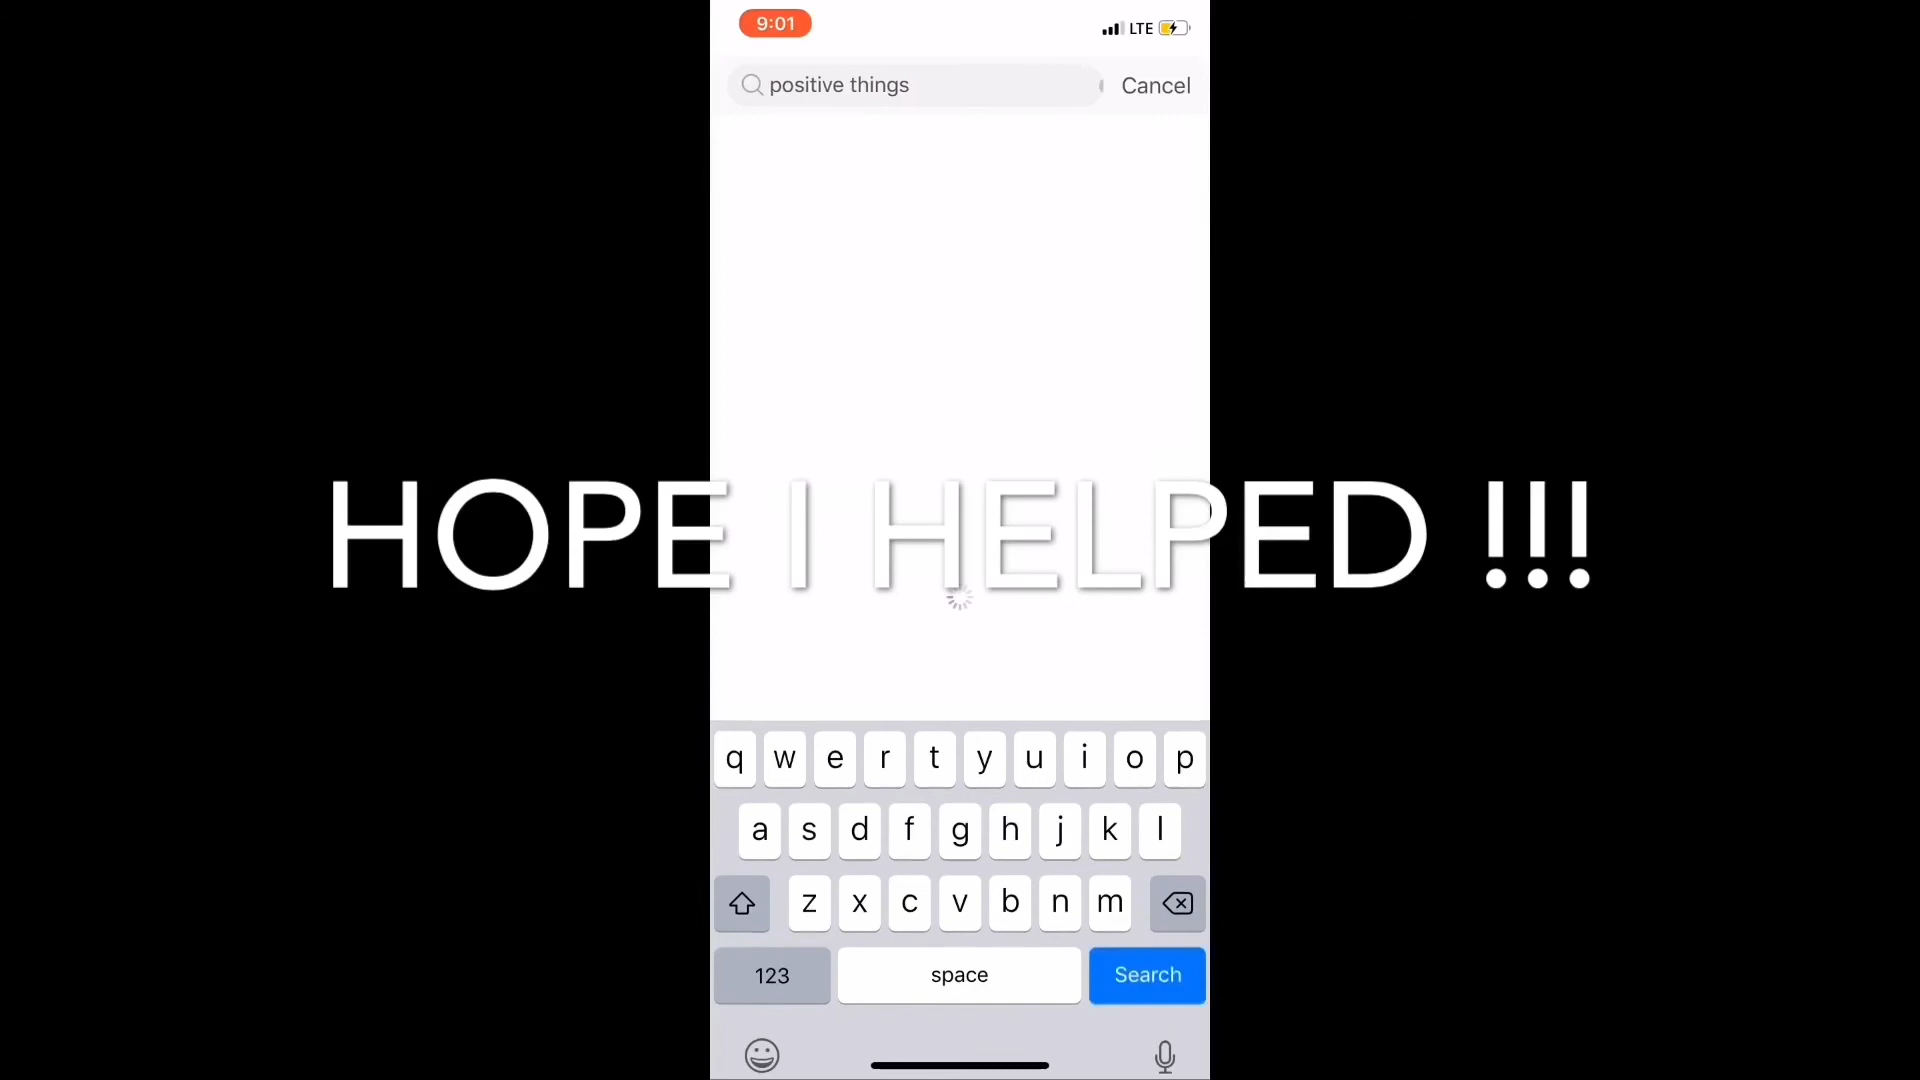 9:01
LTE
positive things
Cancel
HOPE I HELPED !!!
q w e r t y u i o p
a s d f g h j k l
z x c v b n m
123
space
Search